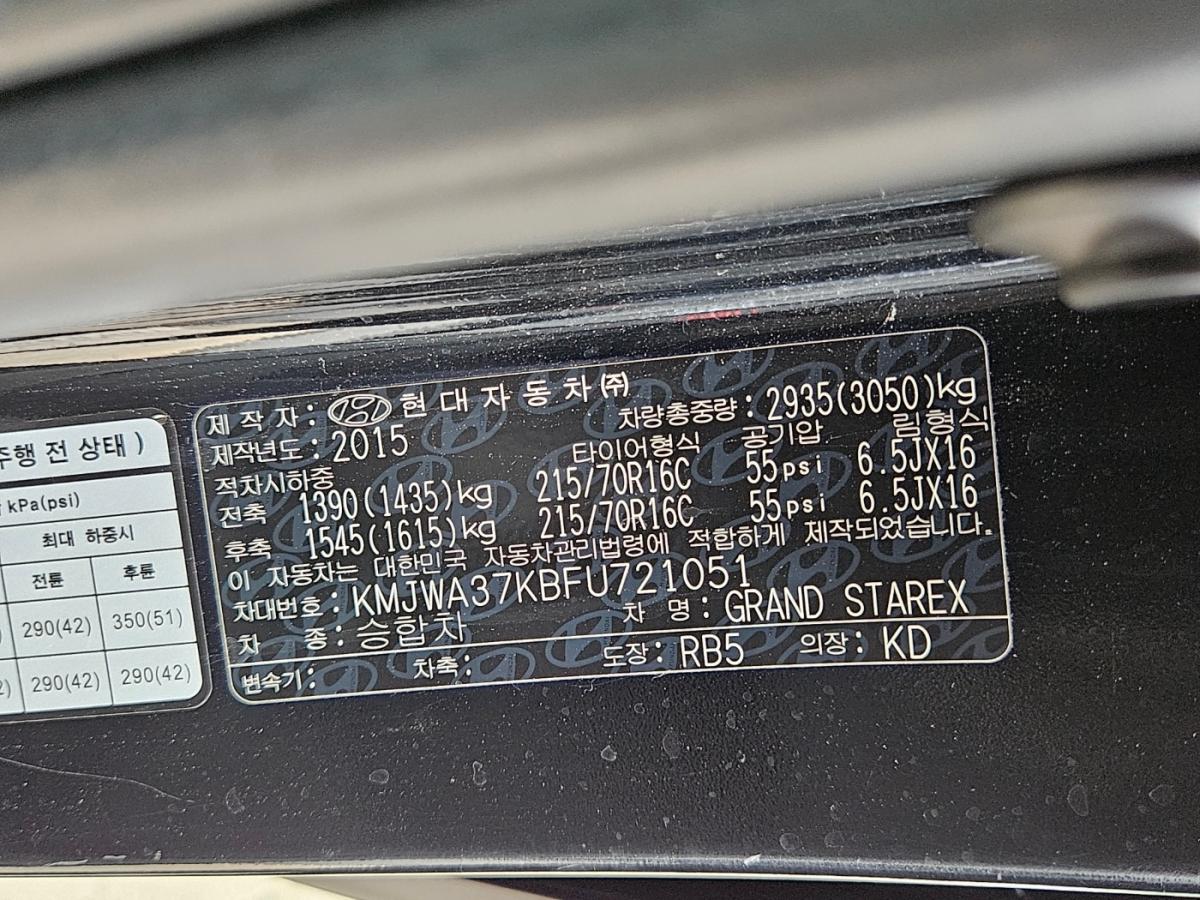 주행 전 상태 )
kPa(psi)
최대 하중시
전륜 후륜
290(42) 350(51)
290(42) 290(42)
제 작 자 : 현대자동차㈜ 차량총중량 : 2935(3050)kg
제작년도 : 2015 타이어형식 공기압 림형식
적차시하중 215/70R16C 55psi 6.5JX16
전축 1390(1435)kg 215/70R16C 55psi 6.5JX16
후축 1545(1615)kg
이 자동차는 대한민국 자동차관리법령에 적합하게 제작되었습니다.
차대번호 : KMJWA37KBFU721051
차 종 : 승합차 차 명 : GRAND STAREX
변속기 : 차축 : 도장 : RB5 의장 : KD